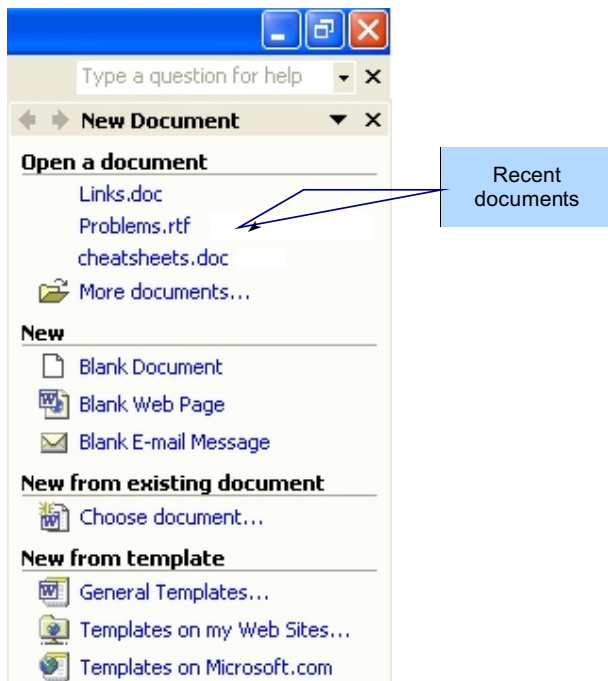 Type a question for help
New Document
Open a document
Links.doc
Problems.rtf
cheatsheets.doc
More documents...
New
Blank Document
Blank Web Page
Blank E-mail Message
New from existing document
Choose document...
New from template
General Templates...
Templates on my Web Sites...
Templates on Microsoft.com
Recent
documents